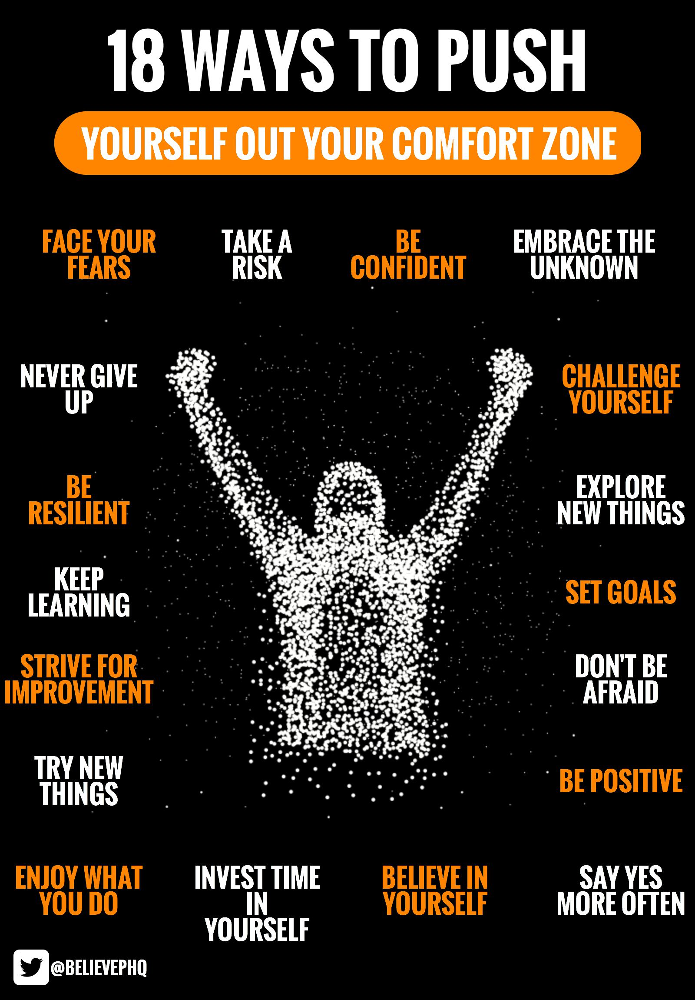 18 WAYS TO PUSH
YOURSELF OUT YOUR COMFORT ZONE
FACE YOUR
FEARS
TAKE A
RISK
BE
CONFIDENT
EMBRACE THE
UNKNOWN
NEVER GIVE
UP
CHALLENGE
YOURSELF
BE
RESILIENT
EXPLORE
NEW THINGS
KEEP
LEARNING
SET GOALS
STRIVE FOR
IMPROVEMENT
DON'T BE
AFRAID
TRY NEW
THINGS
BE POSITIVE
ENJOY WHAT
YOU DO
INVEST TIME
IN
YOURSELF
BELIEVE IN
YOURSELF
SAY YES
MORE OFTEN
@BELIEVEPHQ